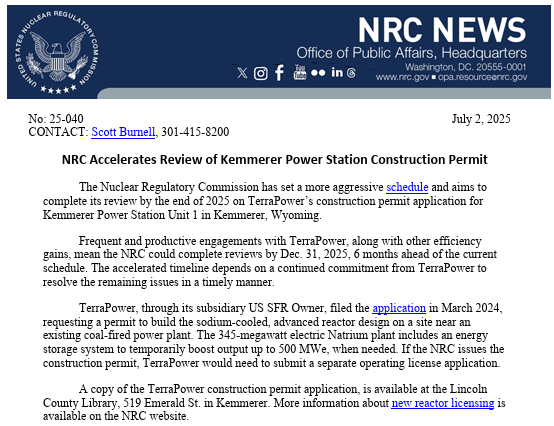 UNITED STATES NUCLEAR REGULATORY COMMISSION
NRC NEWS
Office of Public Affairs, Headquarters
Washington, DC. 20555-0001
www.nrc.gov ■ opa.resource@nrc.gov
No: 25-040 July 2, 2025
CONTACT: Scott Burnell, 301-415-8200
NRC Accelerates Review of Kemmerer Power Station Construction Permit
The Nuclear Regulatory Commission has set a more aggressive schedule and aims to
complete its review by the end of 2025 on TerraPower’s construction permit application for
Kemmerer Power Station Unit 1 in Kemmerer, Wyoming.
Frequent and productive engagements with TerraPower, along with other efficiency
gains, mean the NRC could complete reviews by Dec. 31, 2025, 6 months ahead of the current
schedule. The accelerated timeline depends on a continued commitment from TerraPower to
resolve the remaining issues in a timely manner.
TerraPower, through its subsidiary US SFR Owner, filed the application in March 2024,
requesting a permit to build the sodium-cooled, advanced reactor design on a site near an
existing coal-fired power plant. The 345-megawatt electric Natrium plant includes an energy
storage system to temporarily boost output up to 500 MWe, when needed. If the NRC issues the
construction permit, TerraPower would need to submit a separate operating license application.
A copy of the TerraPower construction permit application, is available at the Lincoln
County Library, 519 Emerald St. in Kemmerer. More information about new reactor licensing is
available on the NRC website.